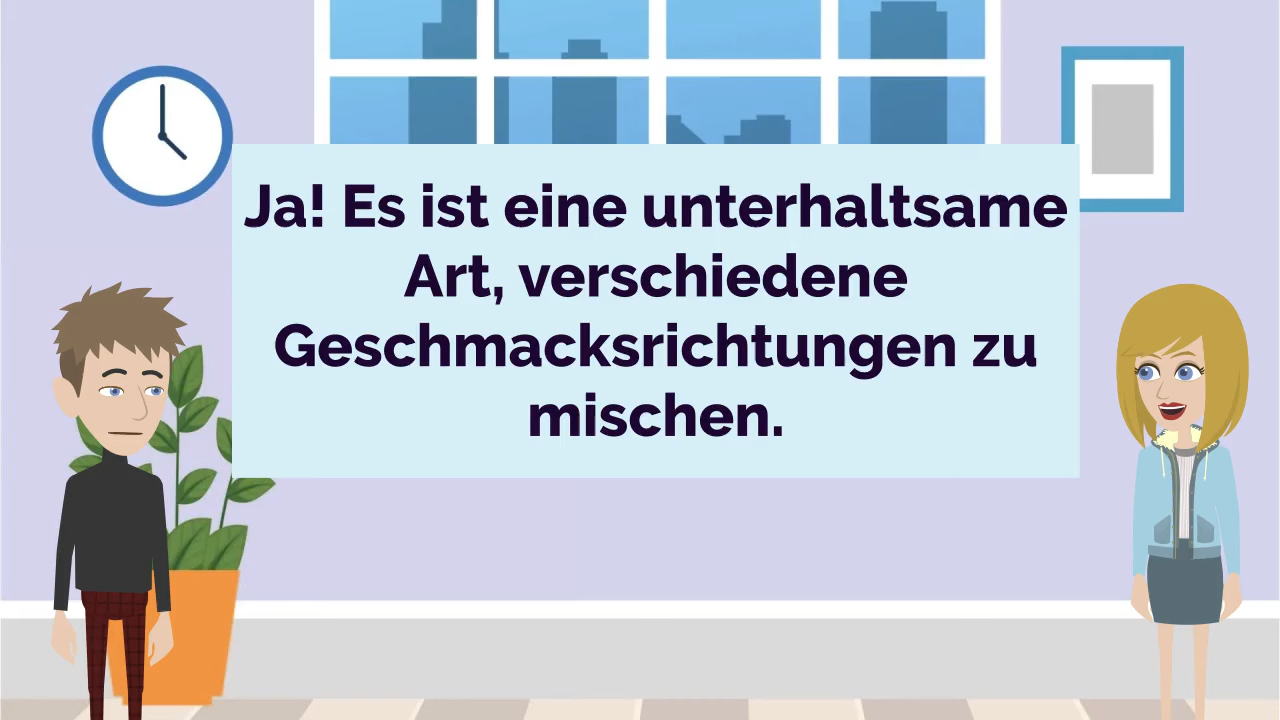 Ja! Es ist eine unterhaltsame
Art, verschiedene
Geschmacksrichtungen zu
mischen.